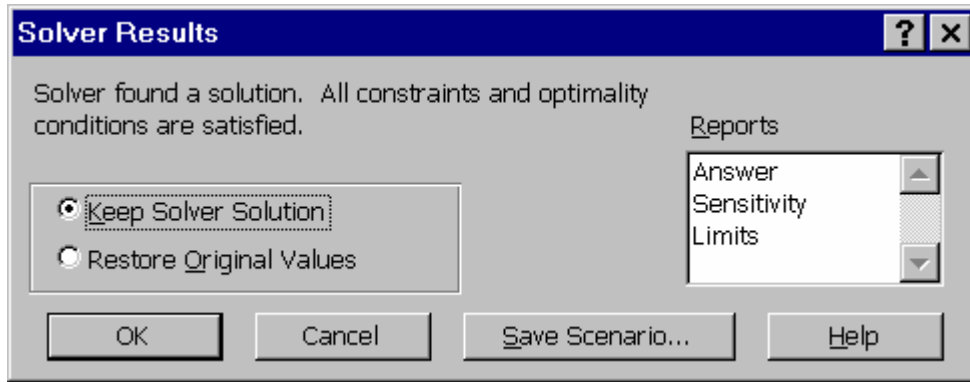 Solver Results
Solver found a solution. All constraints and optimality
conditions are satisfied.
Reports
Answer
Sensitivity
Limits
Keep Solver Solution
Restore Original Values
OK
Cancel
Save Scenario...
Help